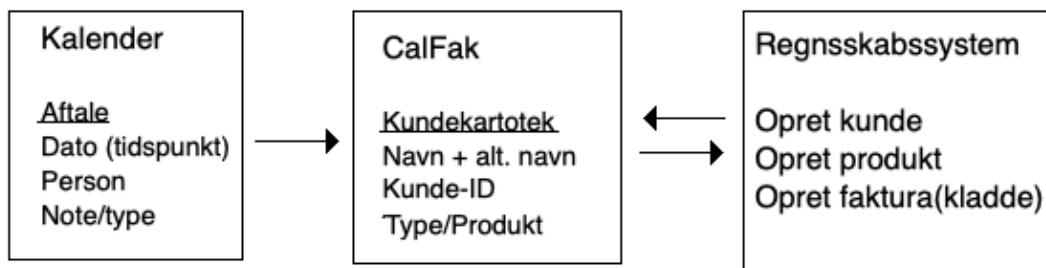 Kalender
Aftale
Dato (tidspunkt)
Person
Note/type
CalFak
Kundekartotek
Navn + alt. navn
Kunde-ID
Type/Produkt
Regnsskabssystem
Opret kunde
Opret produkt
Opret faktura(kladde)